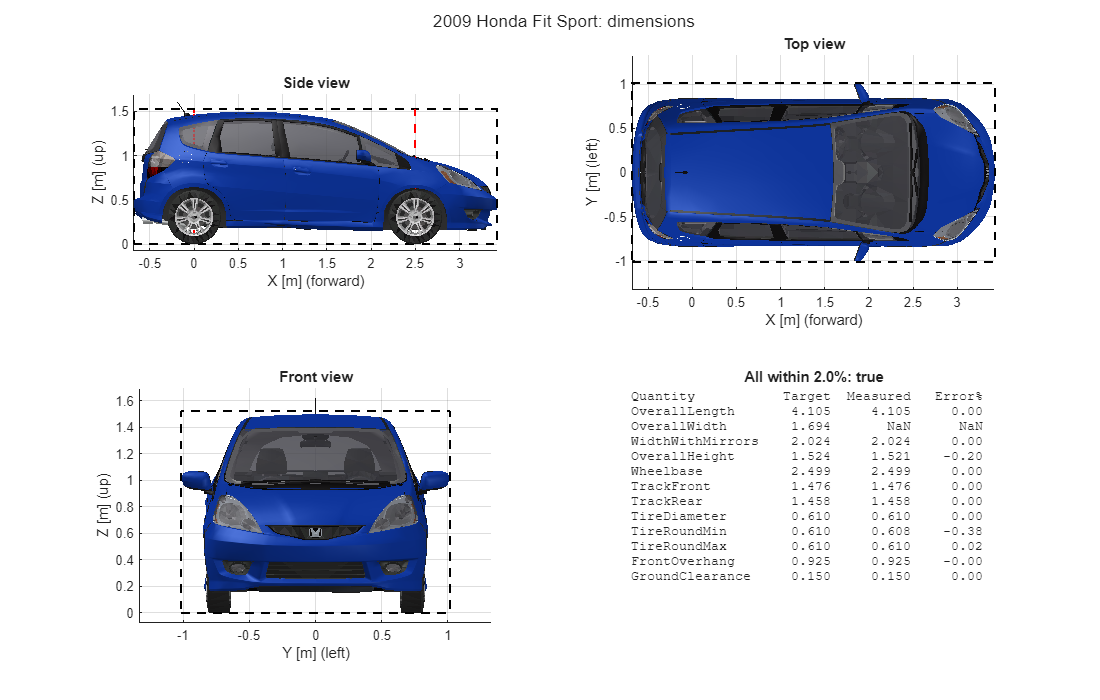 2009 Honda Fit Sport: dimensions
Side view
1.5
1
0.5
0
Z [m] (up)
-0.5 0 0.5 1 1.5 2 2.5 3
X [m] (forward)
Top view
1
0.5
0
-0.5
-1
Y [m] (left)
-0.5 0 0.5 1 1.5 2 2.5 3
X [m] (forward)
Front view
1.6
1.4
1.2
1
0.8
0.6
0.4
0.2
0
Z [m] (up)
-1 0 1
Y [m] (left)
All within 2.0%: true
Quantity Target Measured Error%
OverallLength 4.105 4.105 0.00
OverallWidth 1.694 NaN NaN
WidthWithMirrors 2.024 2.024 0.00
OverallHeight 1.524 1.521 -0.20
Wheelbase 2.499 2.499 0.00
TrackFront 1.476 1.476 0.00
TrackRear 1.458 1.458 0.00
TireDiameter 0.610 0.610 0.00
TireRoundMin 0.610 0.608 -0.38
TireRoundMax 0.610 0.610 0.02
FrontOverhang 0.925 0.925 -0.00
GroundClearance 0.150 0.150 0.00